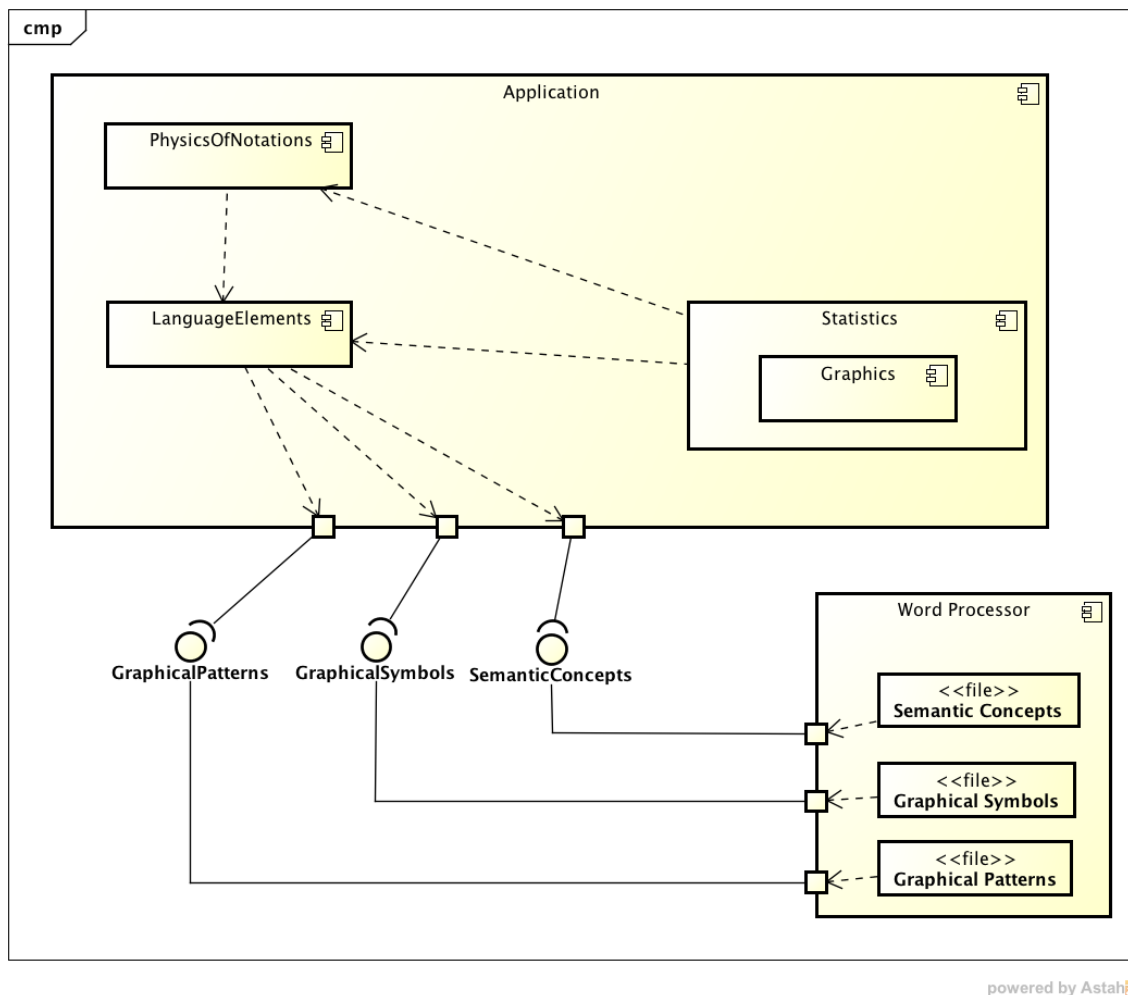 cmp
Application
PhysicsOfNotations
LanguageElements
Statistics
Graphics
GraphicalPatterns
GraphicalSymbols
SemanticConcepts
Word Processor
<<file>>
Semantic Concepts
<<file>>
Graphical Symbols
<<file>>
Graphical Patterns
powered by Astah